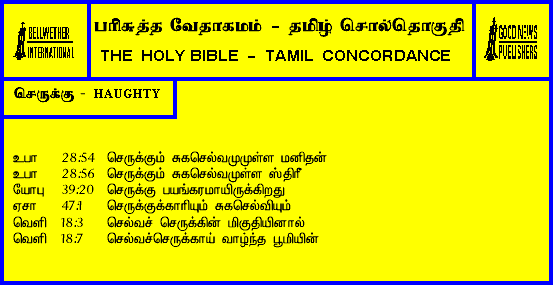 BELLWETHER
INTERNATIONAL
பரிசுத்த வேதாகமம் - தமிழ் சொல்தொகுதி
THE HOLY BIBLE - TAMIL CONCORDANCE
GOOD NEWS
PUBLISHERS
செருக்கு - HAUGHTY
உபா 28:54 செருக்கும் சுகசெல்வமுமுள்ள மனிதன்
உபா 28:56 செருக்கும் சுகசெல்வமுள்ள ஸ்திரீ
யோபு 39:20 செருக்கு பயங்கரமாயிருக்கிறது
ஏசா 47:1 செருக்குக்காரியும் சுகசெல்வியும்
வெளி 18:3 செல்வச் செருக்கின் மிகுதியினால்
வெளி 18:7 செல்வச்செருக்காய் வாழ்ந்த பூமியின்